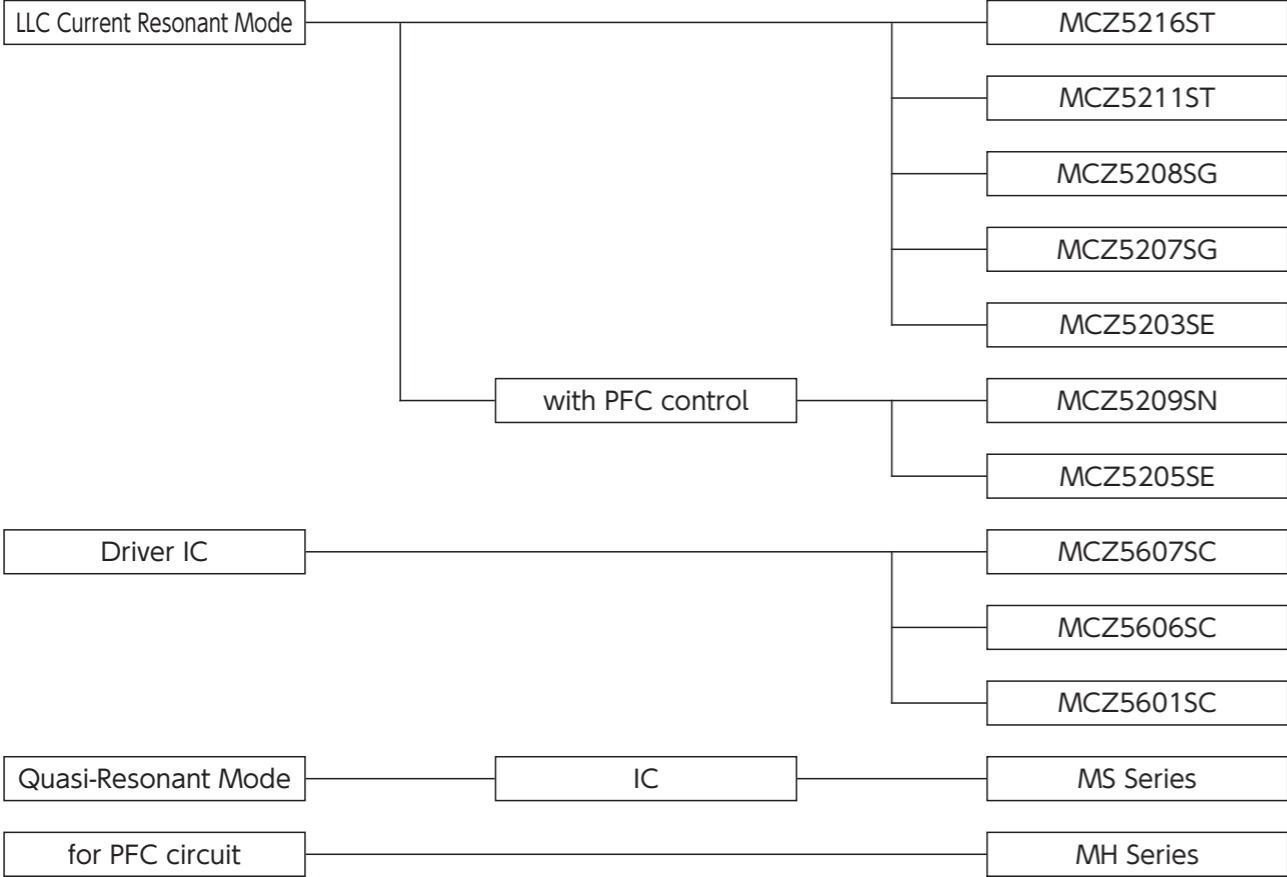 LLC Current Resonant Mode
MCZ5216ST
MCZ5211ST
MCZ5208SG
MCZ5207SG
MCZ5203SE
with PFC control
MCZ5209SN
MCZ5205SE
Driver IC
MCZ5607SC
MCZ5606SC
MCZ5601SC
Quasi-Resonant Mode
IC
MS Series
for PFC circuit
MH Series